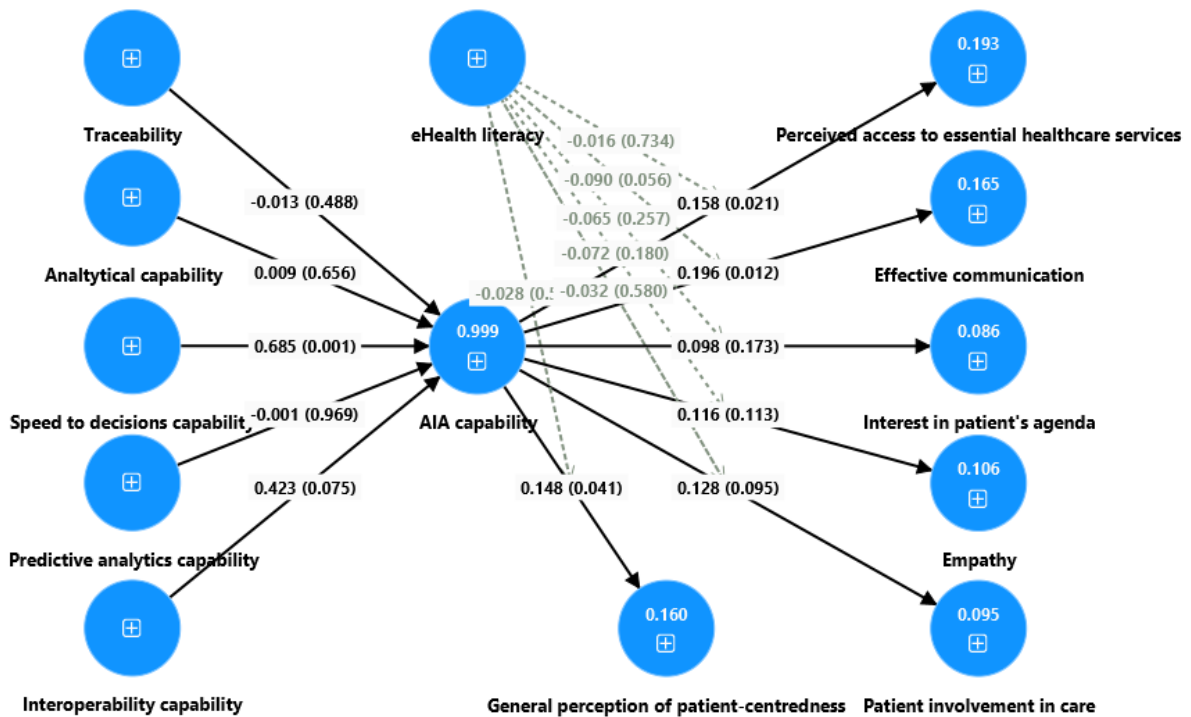 0.193
Traceability
eHealth literacy
Perceived access to essential healthcare services
-0.016 (0.734)
-0.090 (0.056)
0.165
-0.013 (0.488)
0.158 (0.021)
-0.065 (0.257)
-0.072 (0.180)
Analtytical capability
0.009 (0.656)
0.196 (0.012)
Effective communication
-0.028 (0.
-0.032 (0.580)
0.999
0.086
0.685 (0.001)
0.098 (0.173)
Speed to decisions capability
-0.001 (0.969)
AIA capability
0.116 (0.113)
Interest in patient's agenda
0.106
0.423 (0.075)
0.148 (0.041)
0.128 (0.095)
Predictive analytics capability
Empathy
0.160
0.095
Interoperability capability
General perception of patient-centredness
Patient involvement in care